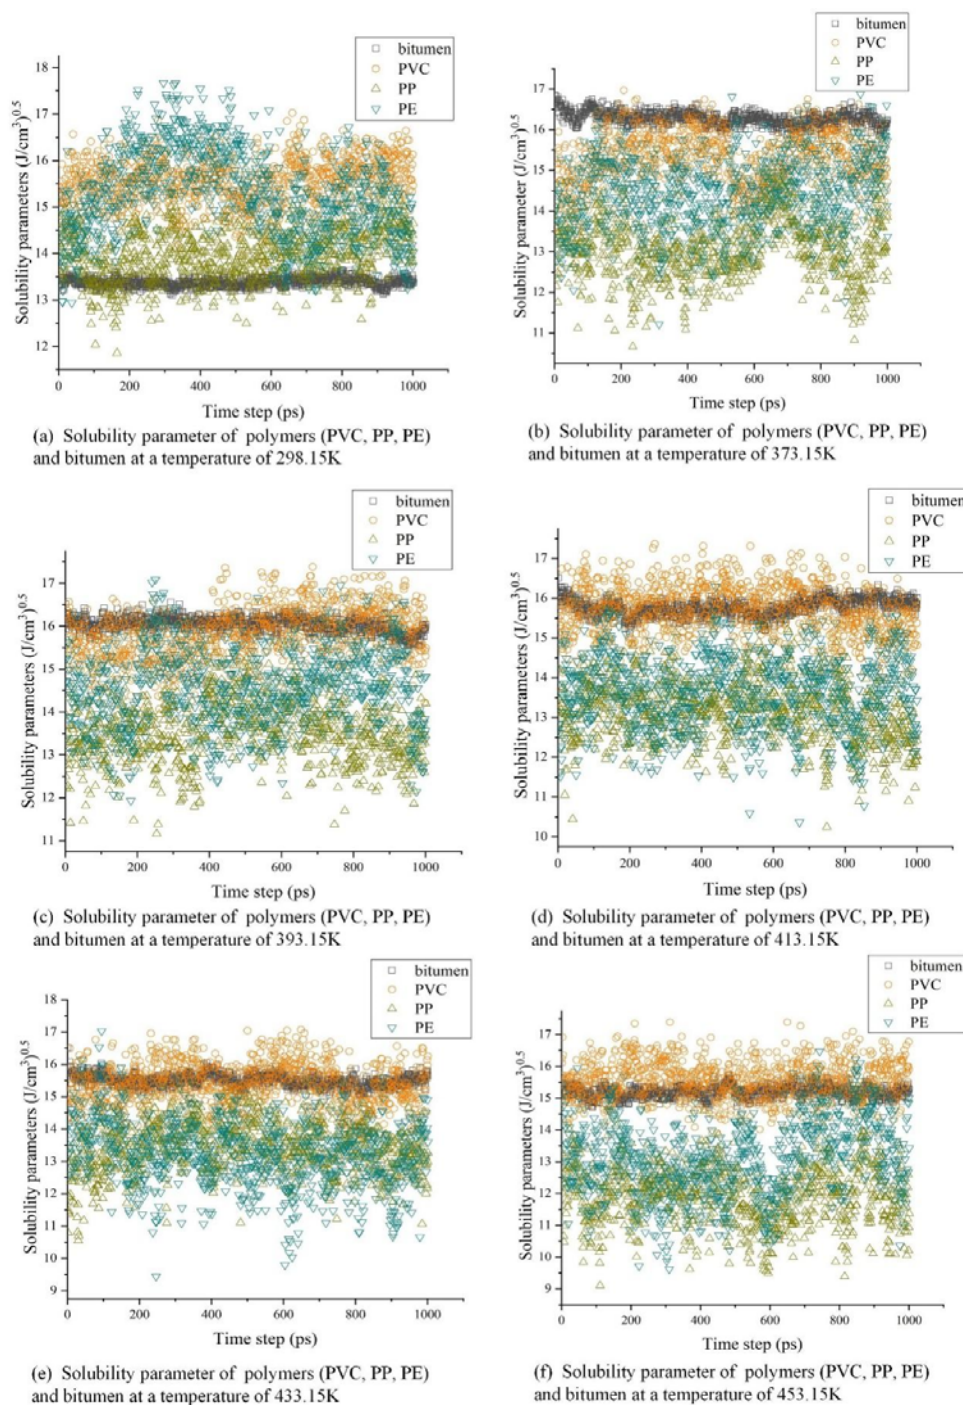 bitumen
PVC
PP
PE
18
17
16
15
14
13
12
Solubility parameters (J/cm³)^0.5
0 200 400 600 800 1000
Time step (ps)
(a) Solubility parameter of polymers (PVC, PP, PE)
and bitumen at a temperature of 298.15K
bitumen
PVC
PP
PE
17
16
15
14
13
12
11
Solubility parameter (J/cm³)^0.5
0 200 400 600 800 1000
Time step (ps)
(b) Solubility parameter of polymers (PVC, PP, PE)
and bitumen at a temperature of 373.15K
bitumen
PVC
PP
PE
17
16
15
14
13
12
11
Solubility parameters (J/cm³)^0.5
0 200 400 600 800 1000
Time step (ps)
(c) Solubility parameter of polymers (PVC, PP, PE)
and bitumen at a temperature of 393.15K
bitumen
PVC
PP
PE
17
16
15
14
13
12
11
10
Solubility parameters (J/cm³)^0.5
0 200 400 600 800 1000
Time step (ps)
(d) Solubility parameter of polymers (PVC, PP, PE)
and bitumen at a temperature of 413.15K
bitumen
PVC
PP
PE
18
17
16
15
14
13
12
11
10
9
Solubility parameters (J/cm³)^0.5
0 200 400 600 800 1000
Time step (ps)
(e) Solubility parameter of polymers (PVC, PP, PE)
and bitumen at a temperature of 433.15K
bitumen
PVC
PP
PE
17
16
15
14
13
12
11
10
9
Solubility parameters (J/cm³)^0.5
0 200 400 600 800 1000
Time step (ps)
(f) Solubility parameter of polymers (PVC, PP, PE)
and bitumen at a temperature of 453.15K